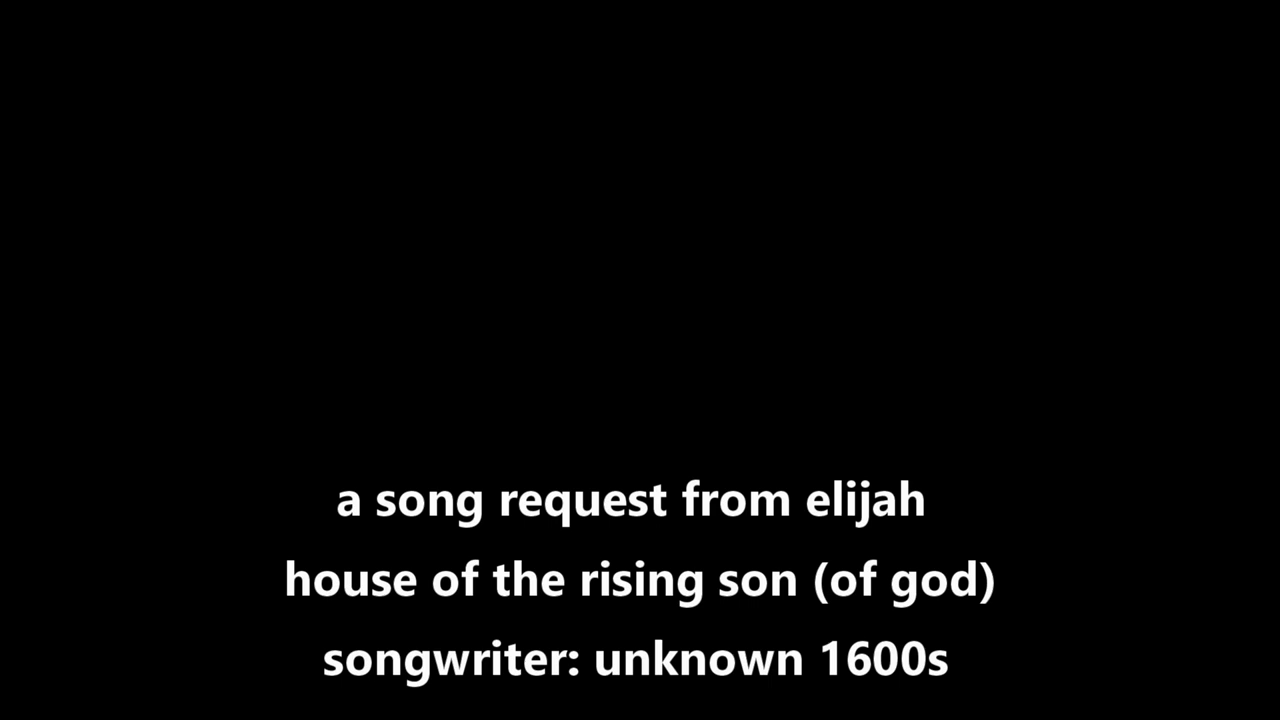 a song request from elijah
house of the rising son (of god)
songwriter: unknown 1600s